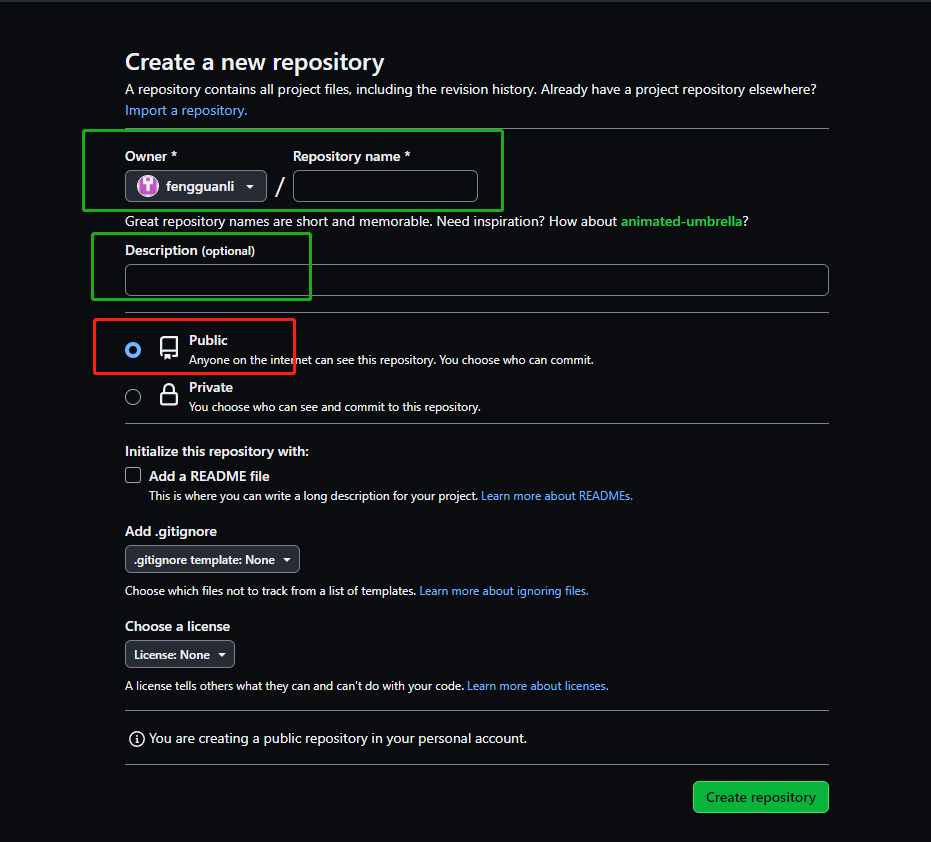 Create a new repository
A repository contains all project files, including the revision history. Already have a project repository elsewhere?
Import a repository.
Owner * Repository name *
fengguanli /
Great repository names are short and memorable. Need inspiration? How about animated-umbrella?
Description (optional)
Public
Anyone on the internet can see this repository. You choose who can commit.
Private
You choose who can see and commit to this repository.
Initialize this repository with:
Add a README file
This is where you can write a long description for your project. Learn more about READMEs.
Add .gitignore
.gitignore template: None
Choose which files not to track from a list of templates. Learn more about ignoring files.
Choose a license
License: None
A license tells others what they can and can't do with your code. Learn more about licenses.
You are creating a public repository in your personal account.
Create repository